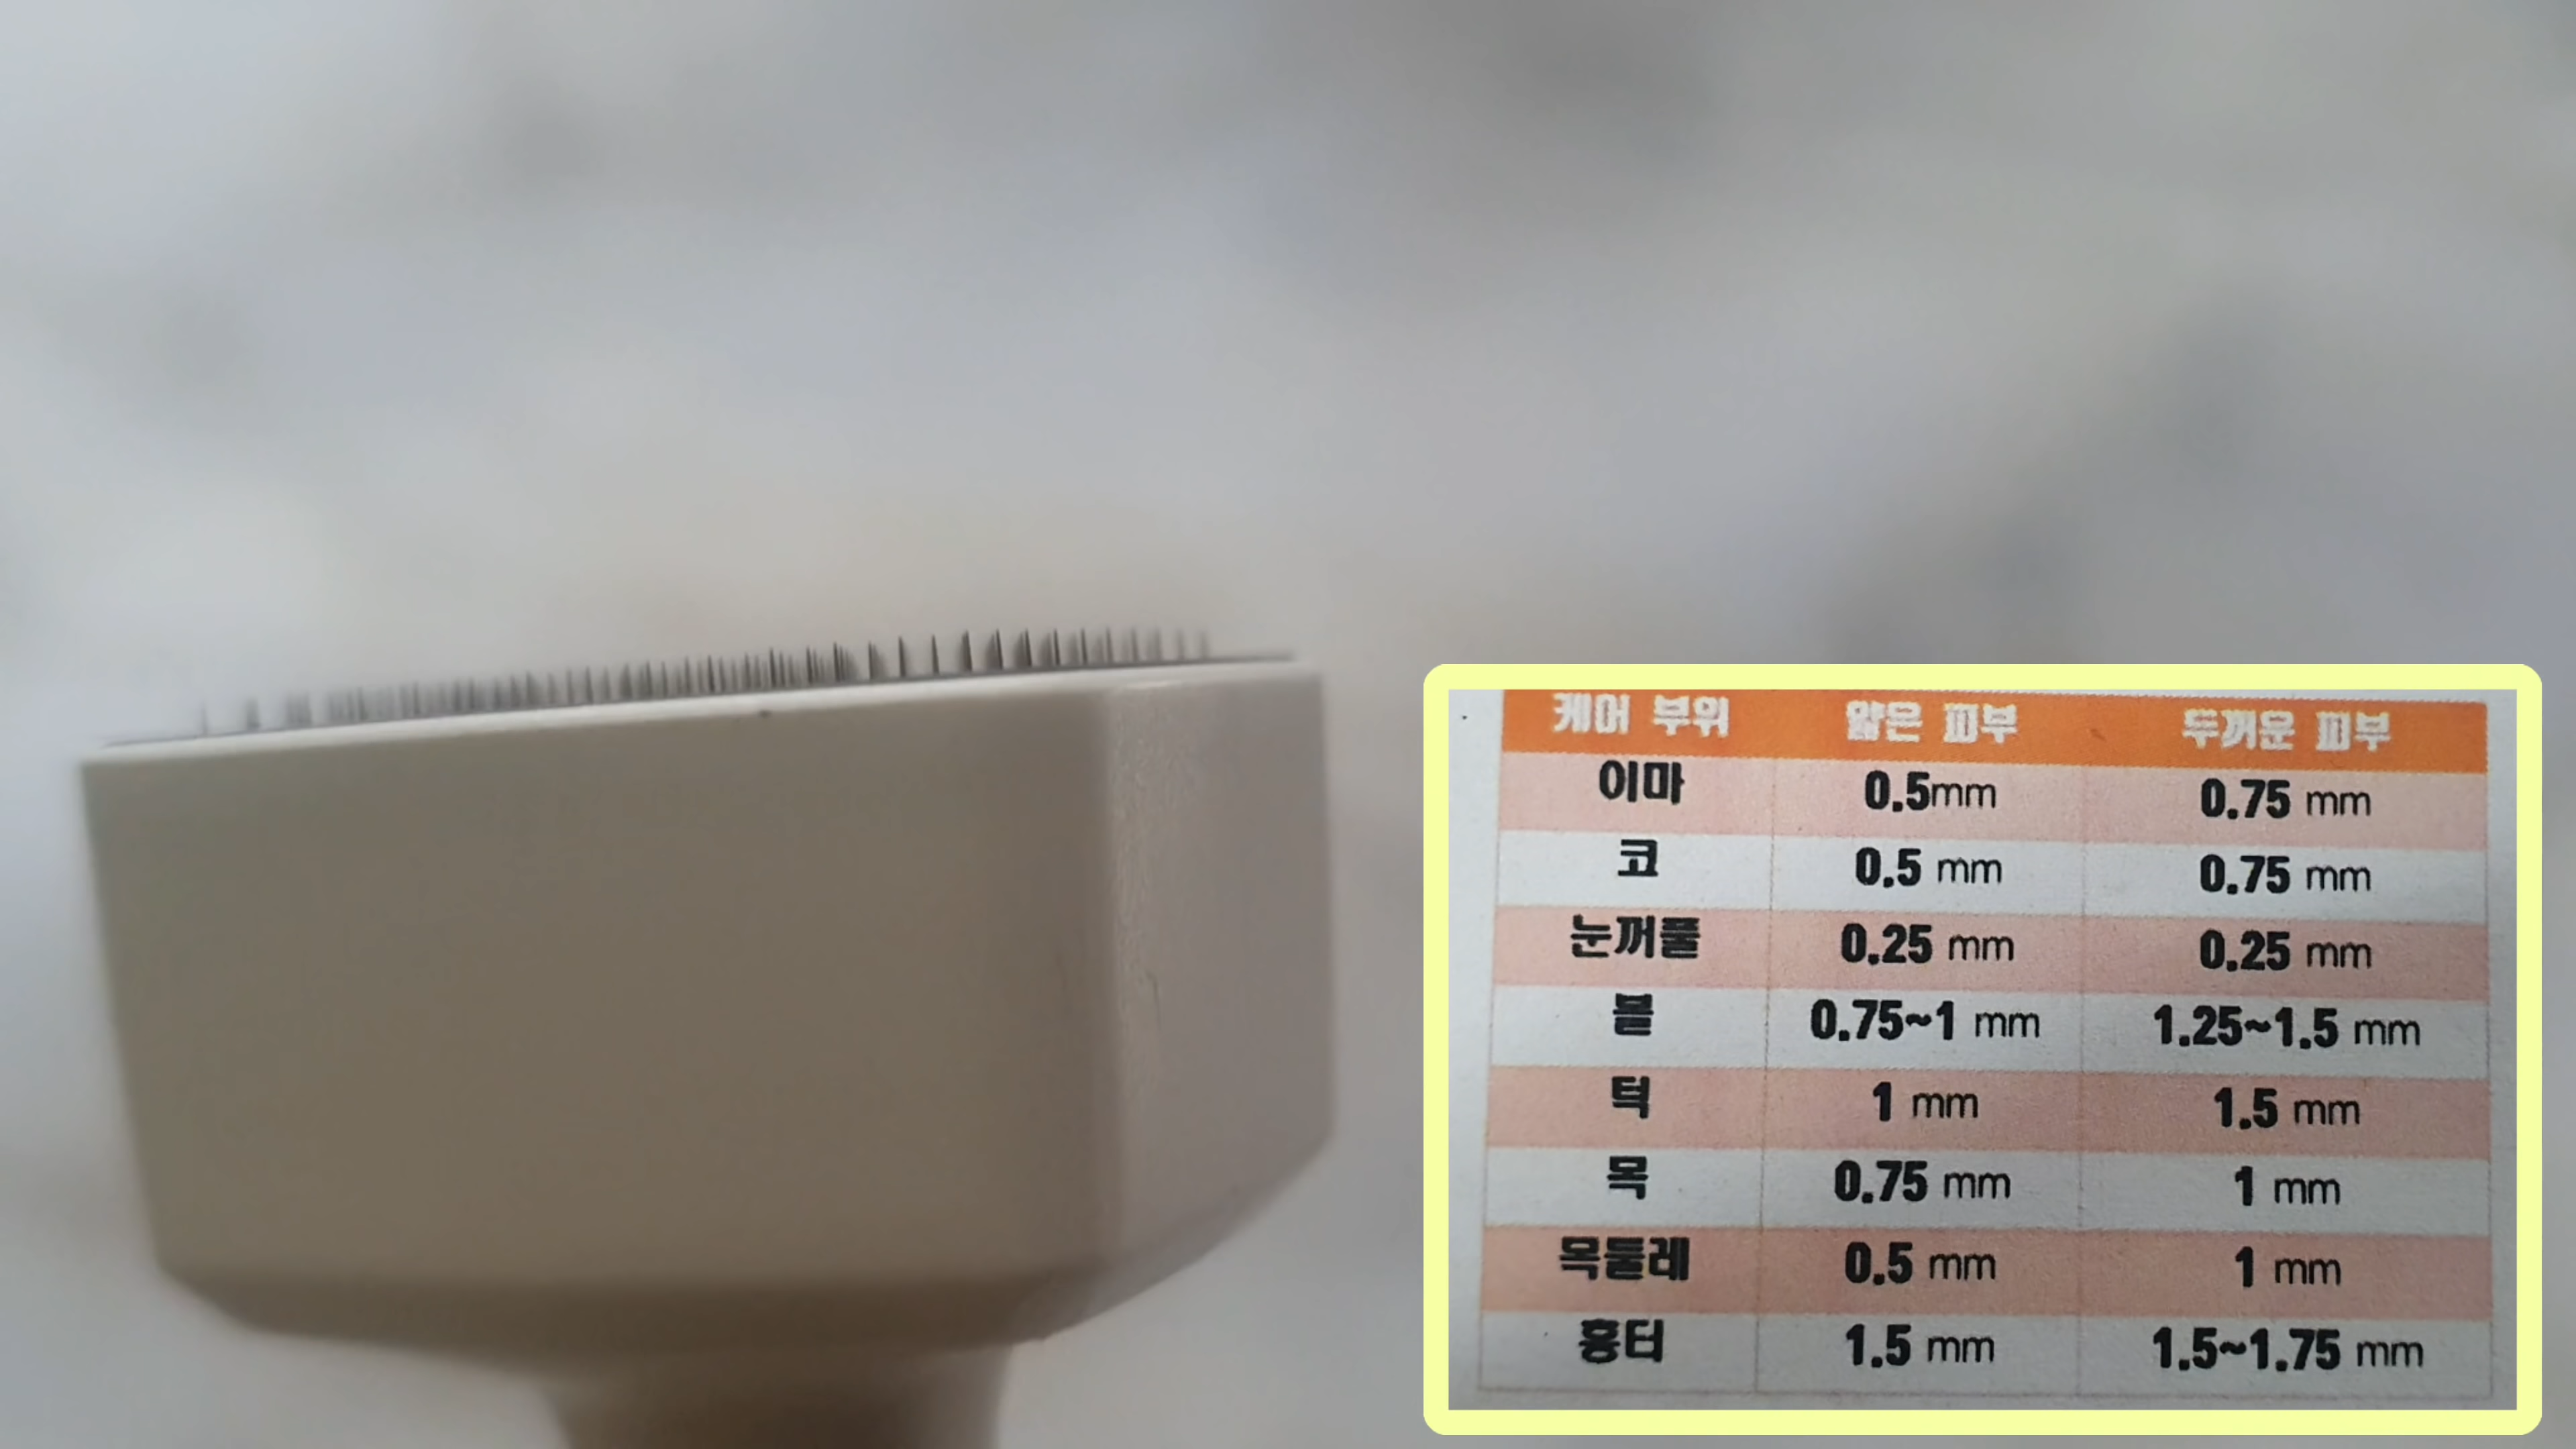 케어 부위 얇은 피부 두꺼운 피부
이마 0.5mm 0.75 mm
코 0.5 mm 0.75 mm
눈꺼풀 0.25 mm 0.25 mm
볼 0.75~1 mm 1.25~1.5 mm
턱 1 mm 1.5 mm
목 0.75 mm 1 mm
목둘레 0.5 mm 1 mm
흉터 1.5 mm 1.5~1.75 mm